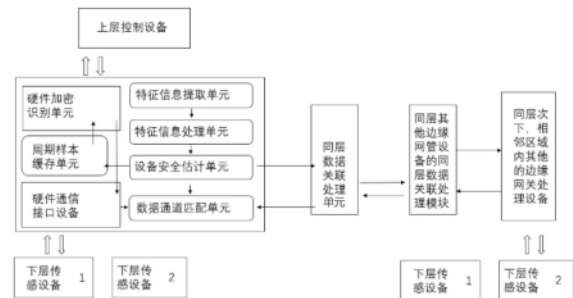 上层控制设备
硬件加密
识别单元
特征信息提取单元
特征信息处理单元
周期样本
缓存单元
设备安全估计单元
硬件通信
接口设备
数据通道匹配单元
同层
数据
关联
处理
单元
同层其
他边缘
网管设
备的同
层数据
关联处
理模块
同层次
下，相
邻区域
内其他
的边缘
网关处
理设备
下层传
感设备 1
下层传
感设备 2
下层传
感设备 1
下层传
感设备 2